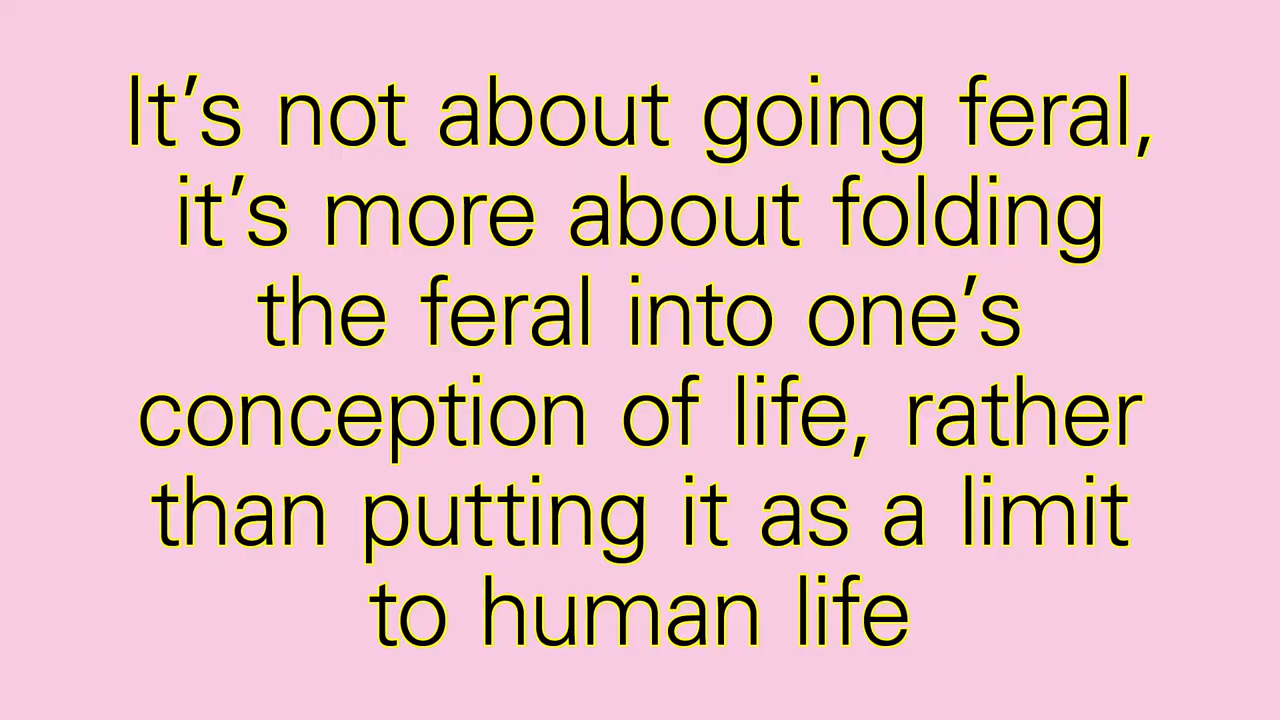 It’s not about going feral,
it’s more about folding
the feral into one’s
conception of life, rather
than putting it as a limit
to human life